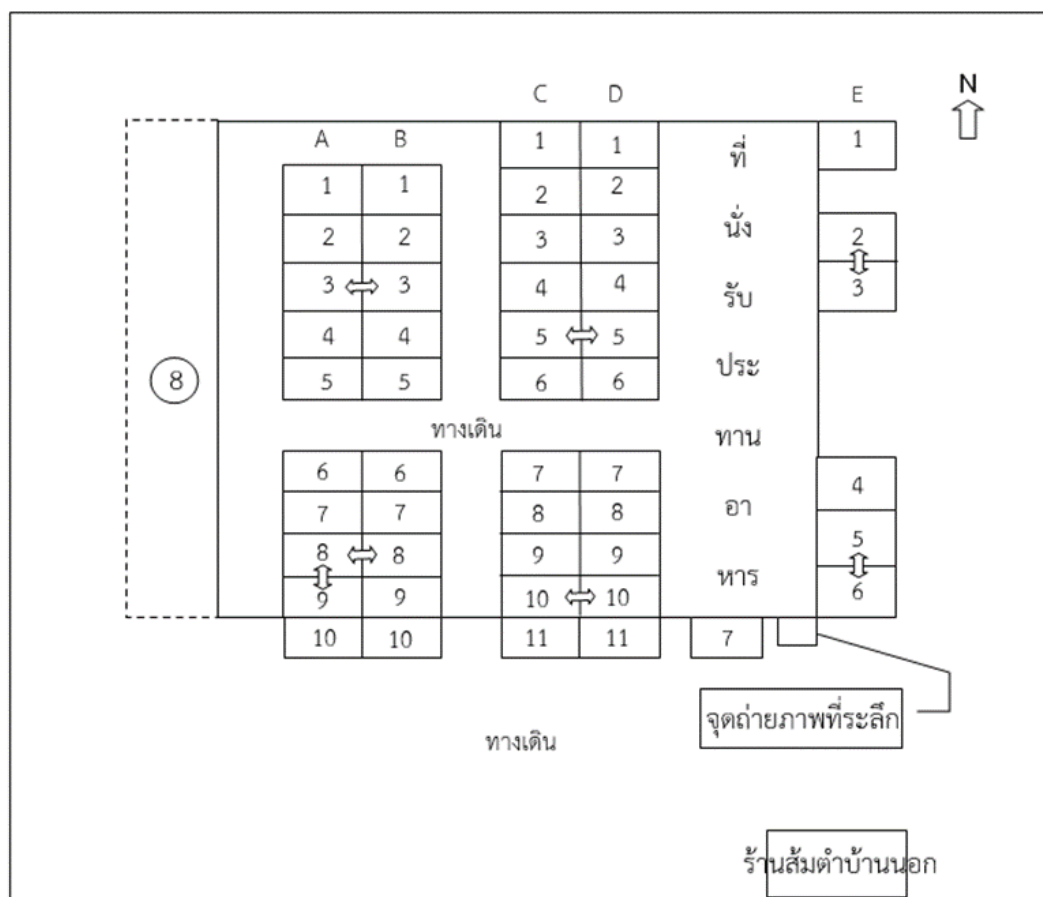 N
C D E
A B
1 1 ที่ 1
1 1
2 2 นั่ง
2 2 3 3 2
3 3 4 4 รับ 3
4 4 5 5
8 5 5 6 6 ประ
ทางเดิน ทาน
6 6 7 7 4
7 7 8 8 อา
8 8 9 9 5
9 9 10 10 หาร 6
10 10 11 11 7
จุดถ่ายภาพที่ระลึก
ทางเดิน
ร้านส้มตำบ้านนอก